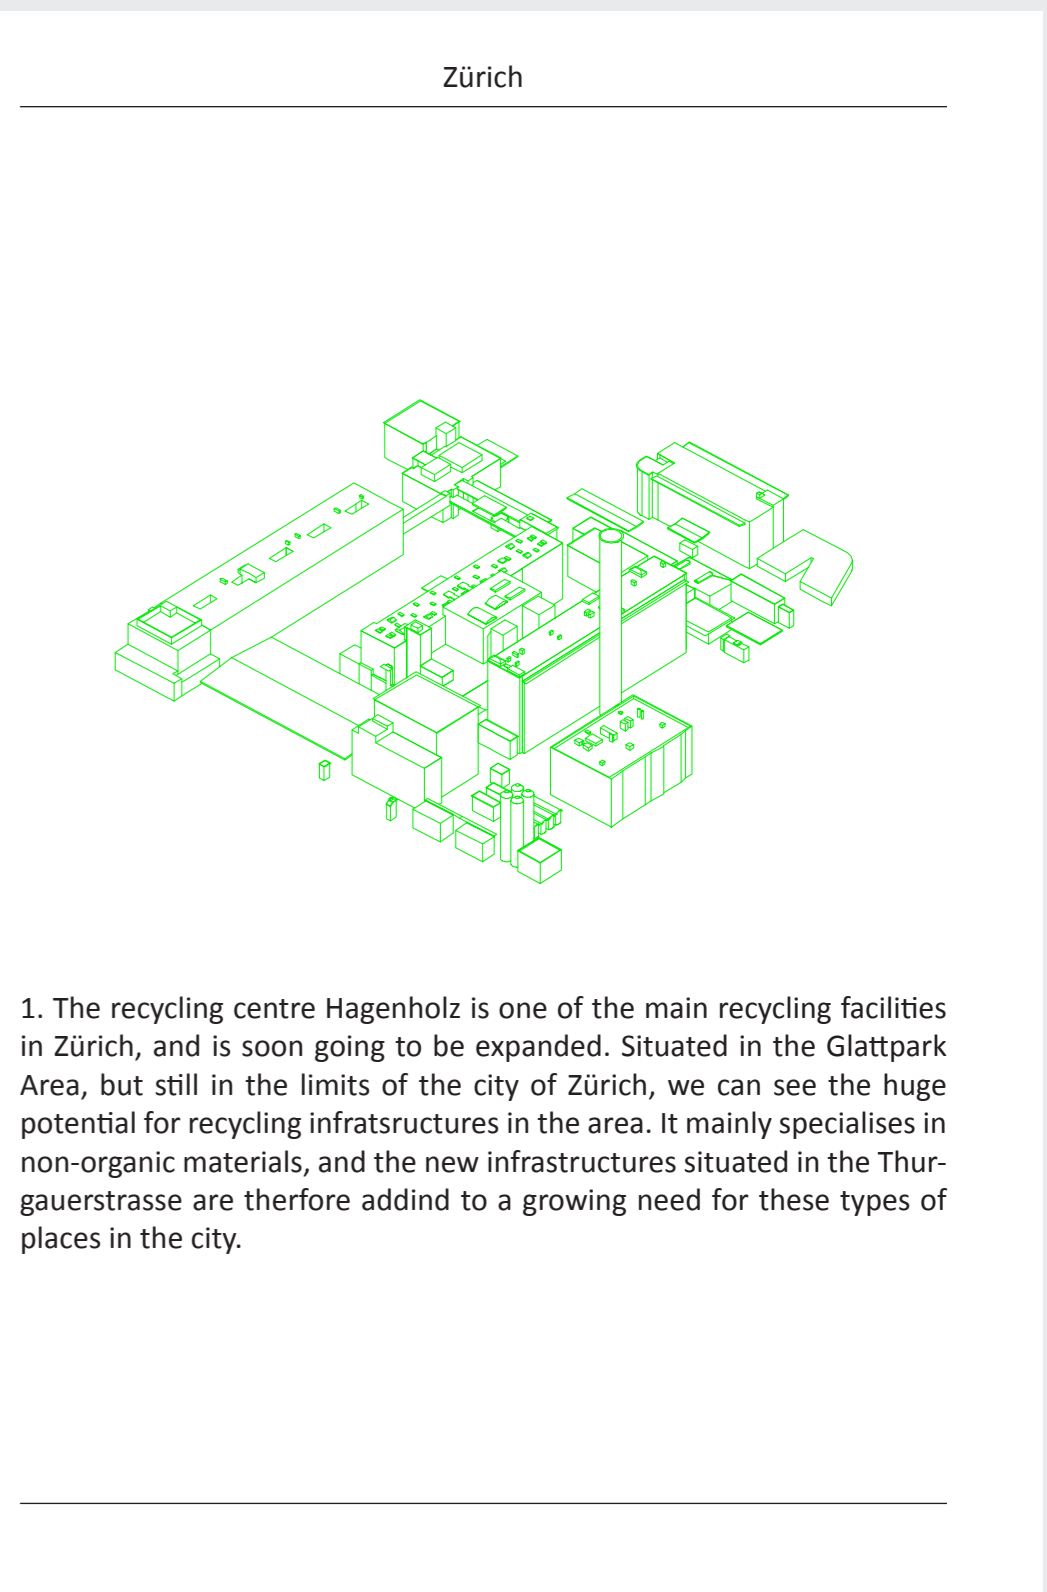 Zürich
1. The recycling centre Hagenholz is one of the main recycling facilities
in Zürich, and is soon going to be expanded. Situated in the Glattpark
Area, but still in the limits of the city of Zürich, we can see the huge
potential for recycling infratsructures in the area. It mainly specialises in
non-organic materials, and the new infrastructures situated in the Thur-
gauerstrasse are therfore addind to a growing need for these types of
places in the city.